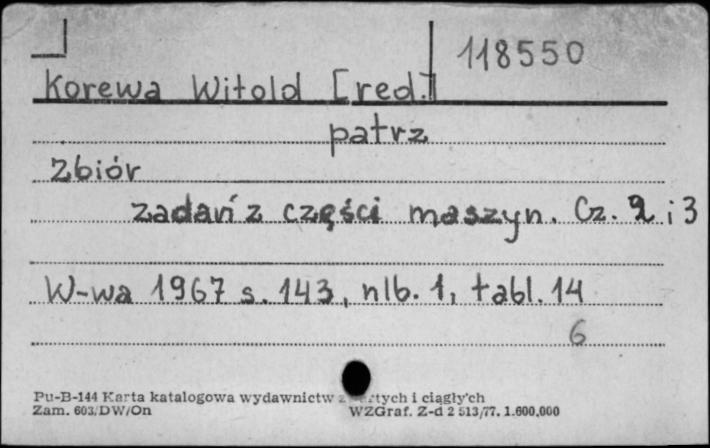 118550
Korewa Witold [red.]
patrz
Zbiór
zadań z części maszyn. Cz. 2 i 3
W-wa 1967 s. 143, nlb. 1, tabl. 14
6
Pu-B-144 Karta katalogowa wydawnictw i ciągłych
Zam. 603/DW/On WZGraf. Z-d 2 513/77. 1.600,000